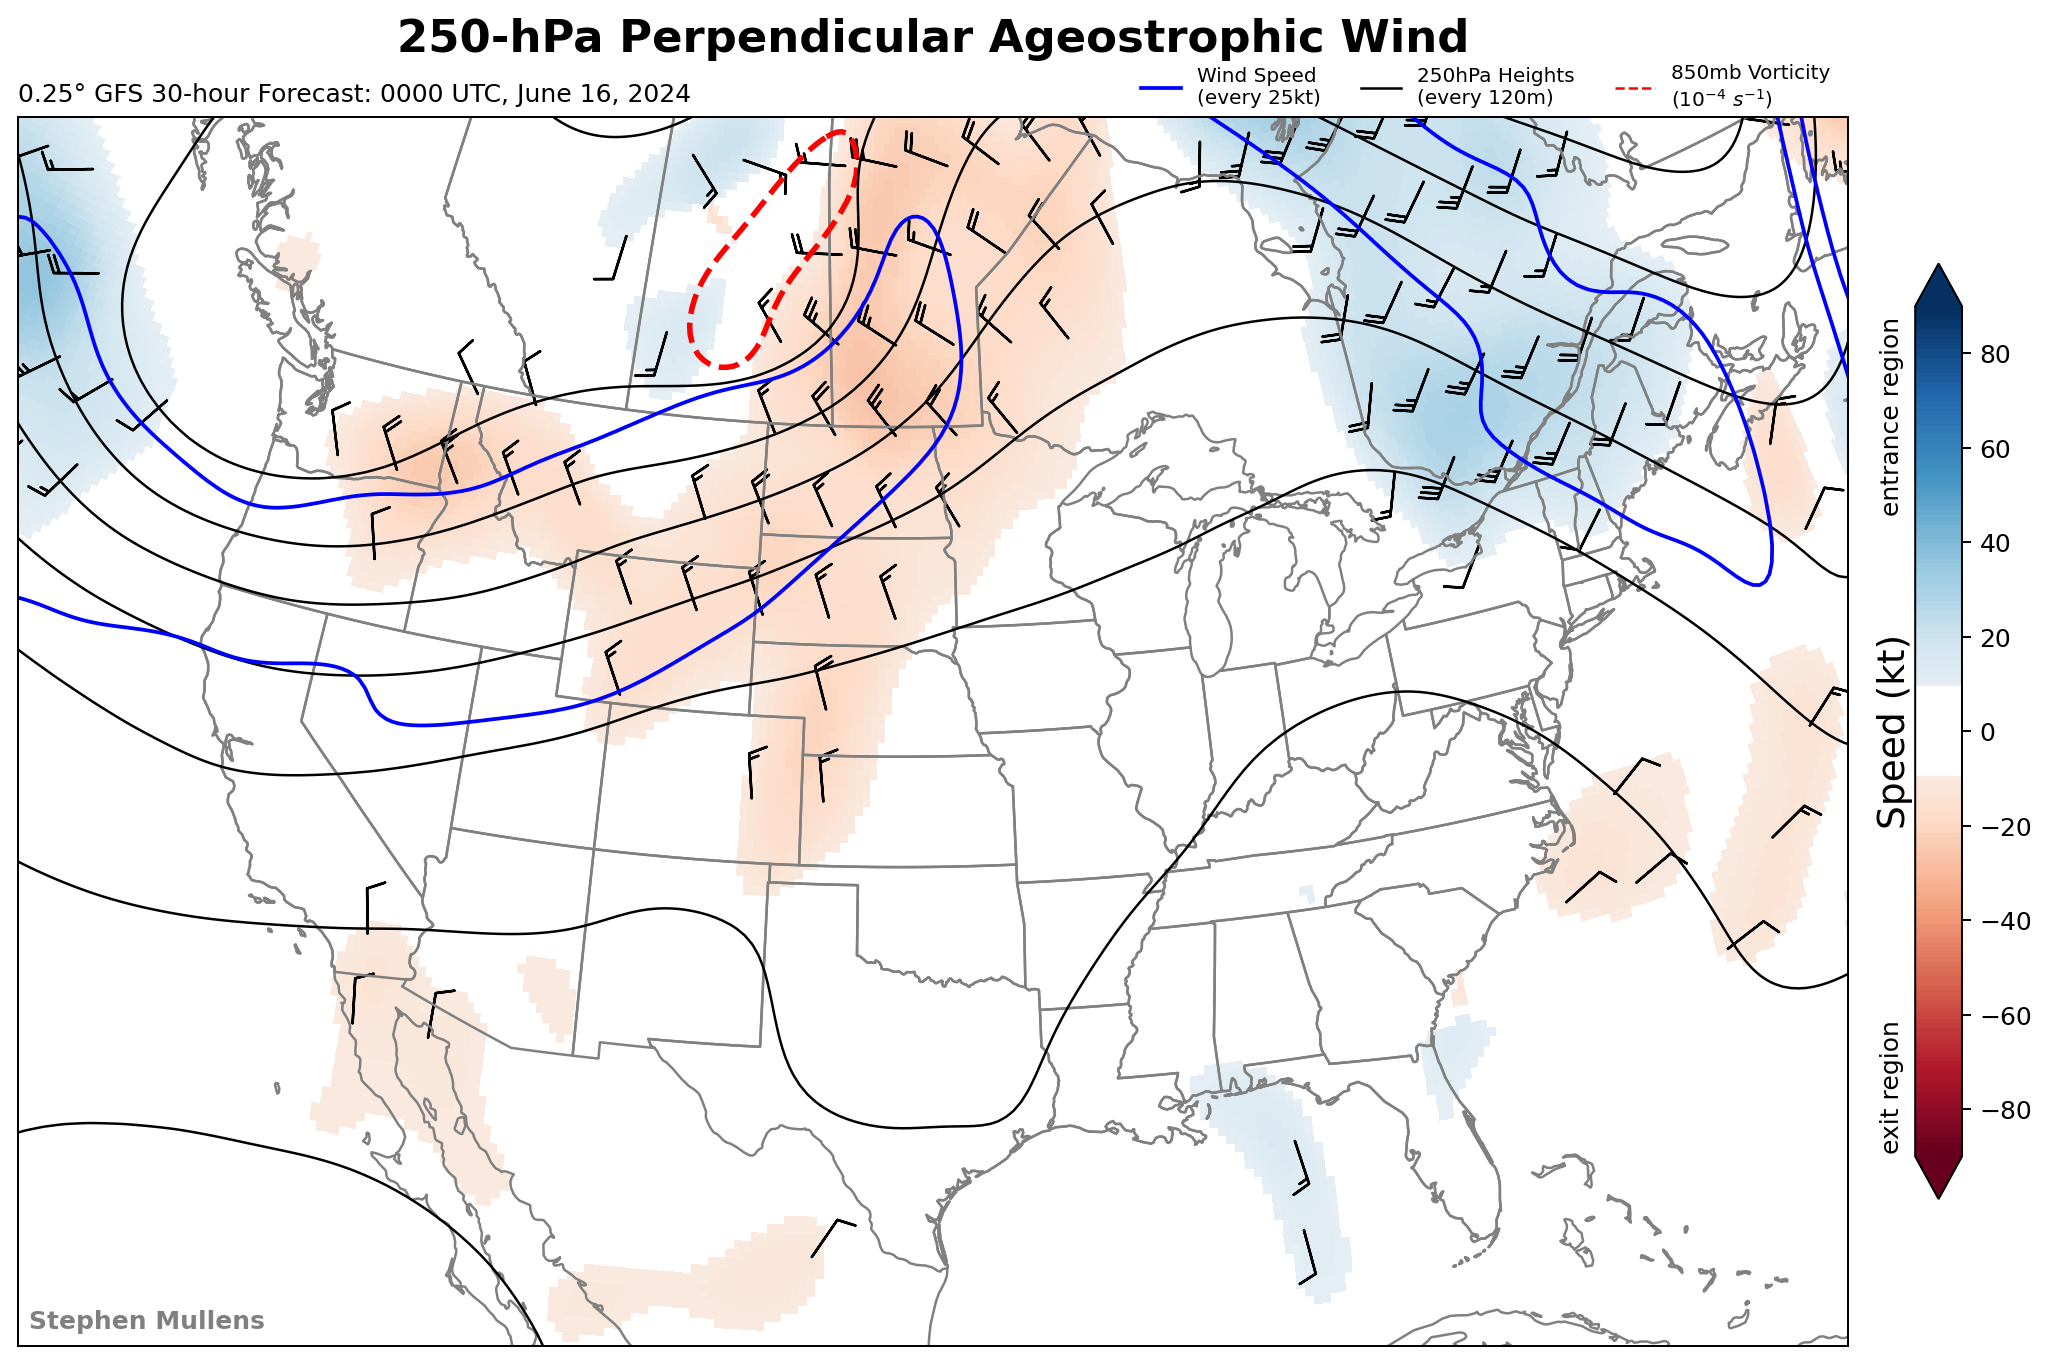 250-hPa Perpendicular Ageostrophic Wind
0.25° GFS 30-hour Forecast: 0000 UTC, June 16, 2024
Wind Speed
(every 25kt)
250hPa Heights
(every 120m)
850mb Vorticity
(10⁻⁴ s⁻¹)
entrance region
Speed (kt)
exit region
80
60
40
20
0
−20
−40
−60
−80
Stephen Mullens